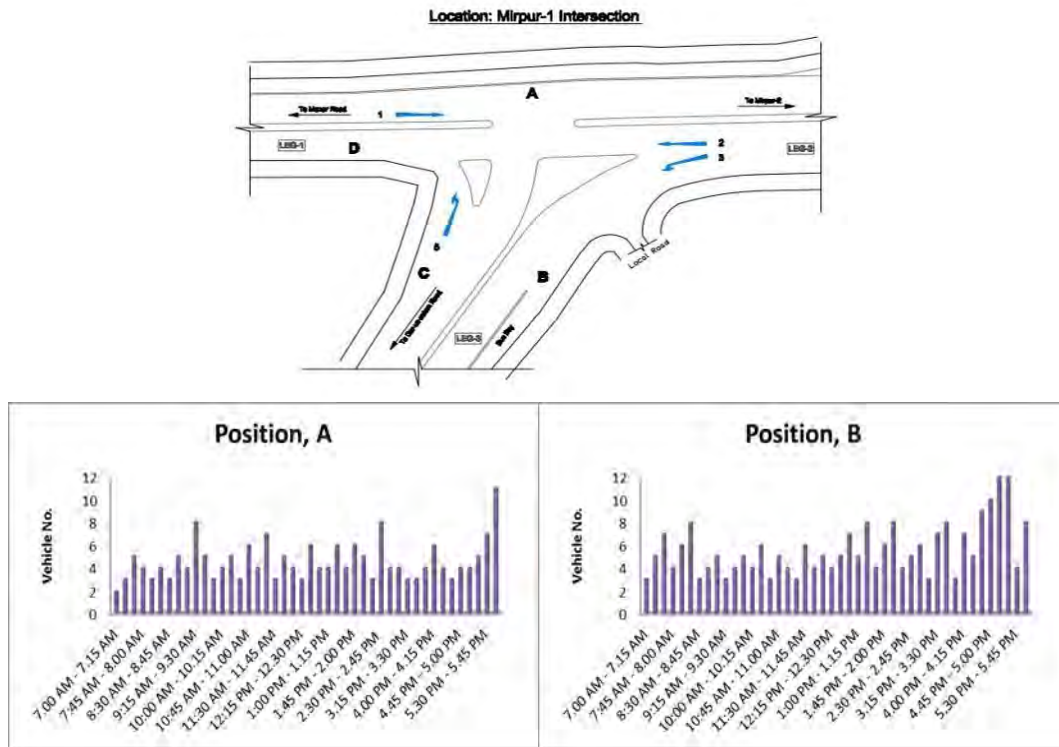 Location: Mirpur-1 Intersection
A
To Mazar Road
To Mirpur-2
1
2
3
LEG-1
D
LEG-2
5
Local Road
C
B
To Dar-us-salam Road
LEG-3
Bus Bay
Position, A
Vehicle No.
12
10
8
6
4
2
0
7:00 AM - 7:15 AM
7:45 AM - 8:00 AM
8:30 AM - 8:45 AM
9:15 AM - 9:30 AM
10:00 AM - 10:15 AM
10:45 AM - 11:00 AM
11:30 AM - 11:45 AM
12:15 PM - 12:30 PM
1:00 PM - 1:15 PM
1:45 PM - 2:00 PM
2:30 PM - 2:45 PM
3.15 PM - 3:30 PM
4.00 PM - 4:15 PM
4.45 PM - 5:00 PM
5.30 PM - 5:45 PM
Position, B
Vehicle No.
12
10
8
6
4
2
0
7:00 AM - 7:15 AM
7:45 AM - 8:00 AM
8:30 AM - 8:45 AM
9:15 AM - 9:30 AM
10:00 AM - 10:15 AM
10:45 AM - 11:00 AM
11:30 AM - 11:45 AM
12:15 PM - 12:30 PM
1:00 PM - 1:15 PM
1:45 PM - 2:00 PM
2:30 PM - 2:45 PM
3.15 PM - 3:30 PM
4.00 PM - 4:15 PM
4.45 PM - 5:00 PM
5.30 PM - 5:45 PM